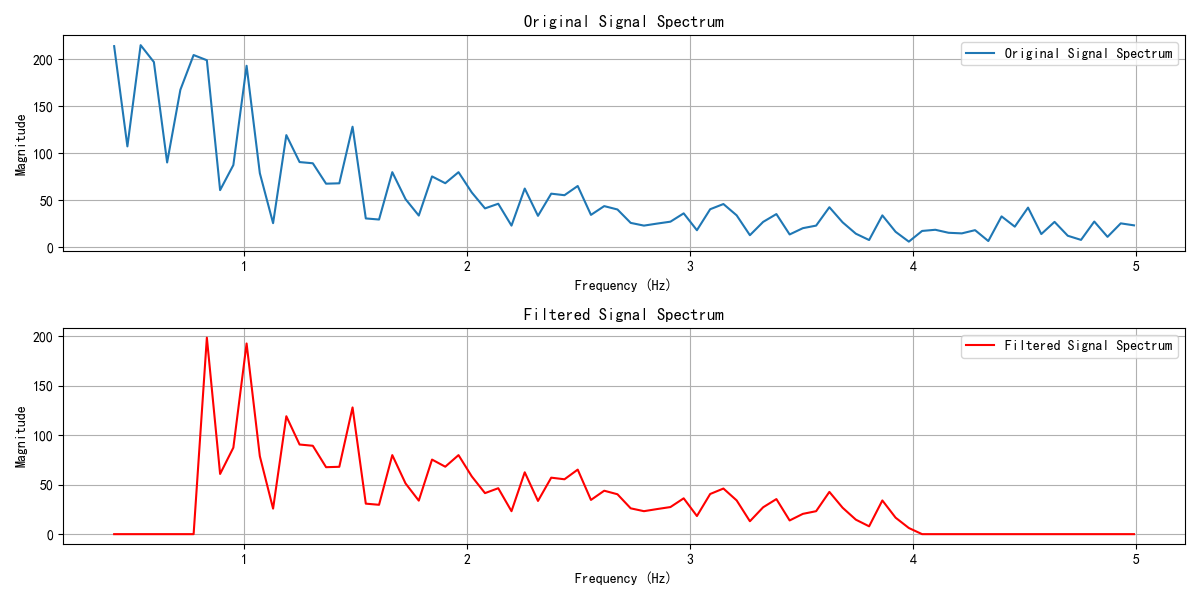 Original Signal Spectrum
Original Signal Spectrum
Magnitude
200
150
100
50
0
1 2 3 4 5
Frequency (Hz)
Filtered Signal Spectrum
Filtered Signal Spectrum
Magnitude
200
150
100
50
0
1 2 3 4 5
Frequency (Hz)